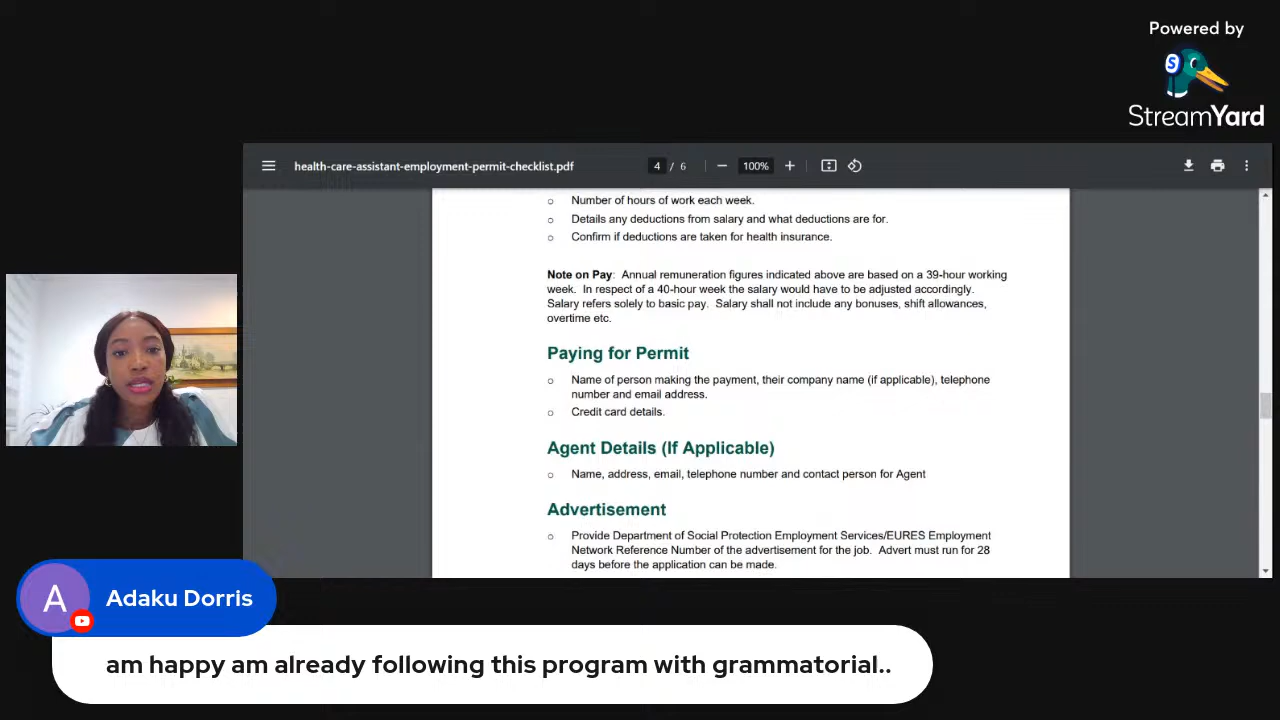 Powered by
StreamYard
health-care-assistant-employment-permit-checklist.pdf
4 / 6
100%
Number of hours of work each week.
Details any deductions from salary and what deductions are for.
Confirm if deductions are taken for health insurance.
Note on Pay: Annual remuneration figures indicated above are based on a 39-hour working
week. In respect of a 40-hour week the salary would have to be adjusted accordingly.
Salary refers solely to basic pay. Salary shall not include any bonuses, shift allowances,
overtime etc.
Paying for Permit
Name of person making the payment, their company name (if applicable), telephone
number and email address.
Credit card details.
Agent Details (If Applicable)
Name, address, email, telephone number and contact person for Agent
Advertisement
Provide Department of Social Protection Employment Services/EURES Employment
Network Reference Number of the advertisement for the job. Advert must run for 28
days before the application can be made.
A
Adaku Dorris
am happy am already following this program with grammatorial..